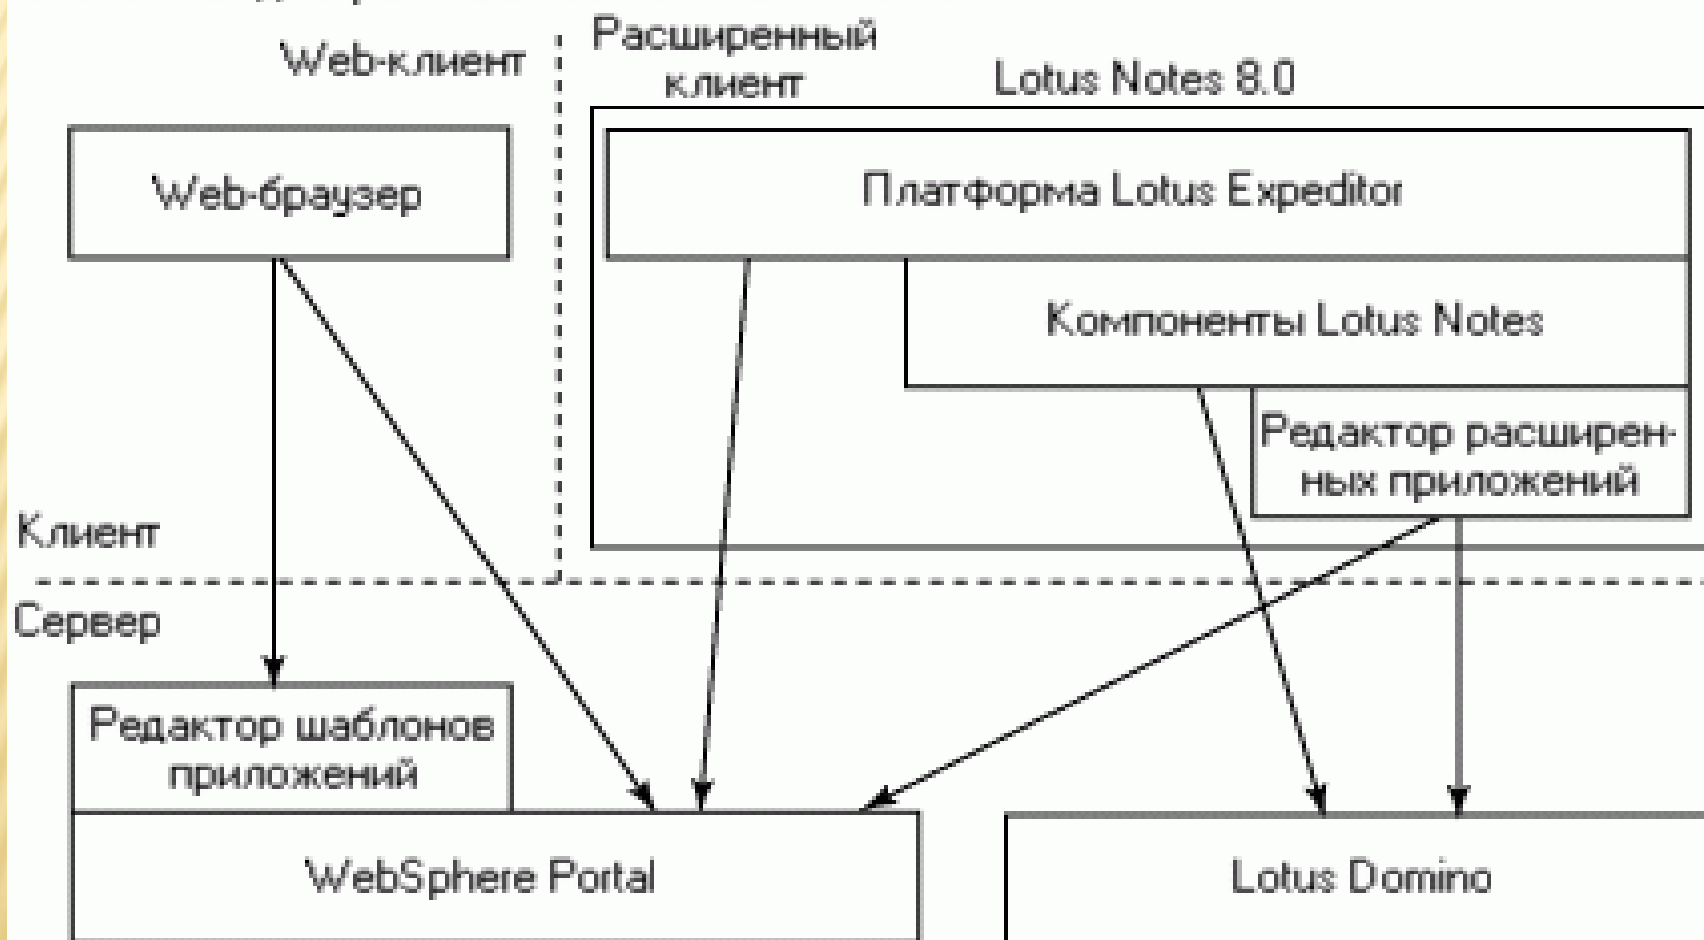 Web-клиент
Расширенный
клиент
Lotus Notes 8.0
Web-браузер
Платформа Lotus Expeditor
Компоненты Lotus Notes
Редактор расширен-
ных приложений
Клиент
Сервер
Редактор шаблонов
приложений
WebSphere Portal
Lotus Domino